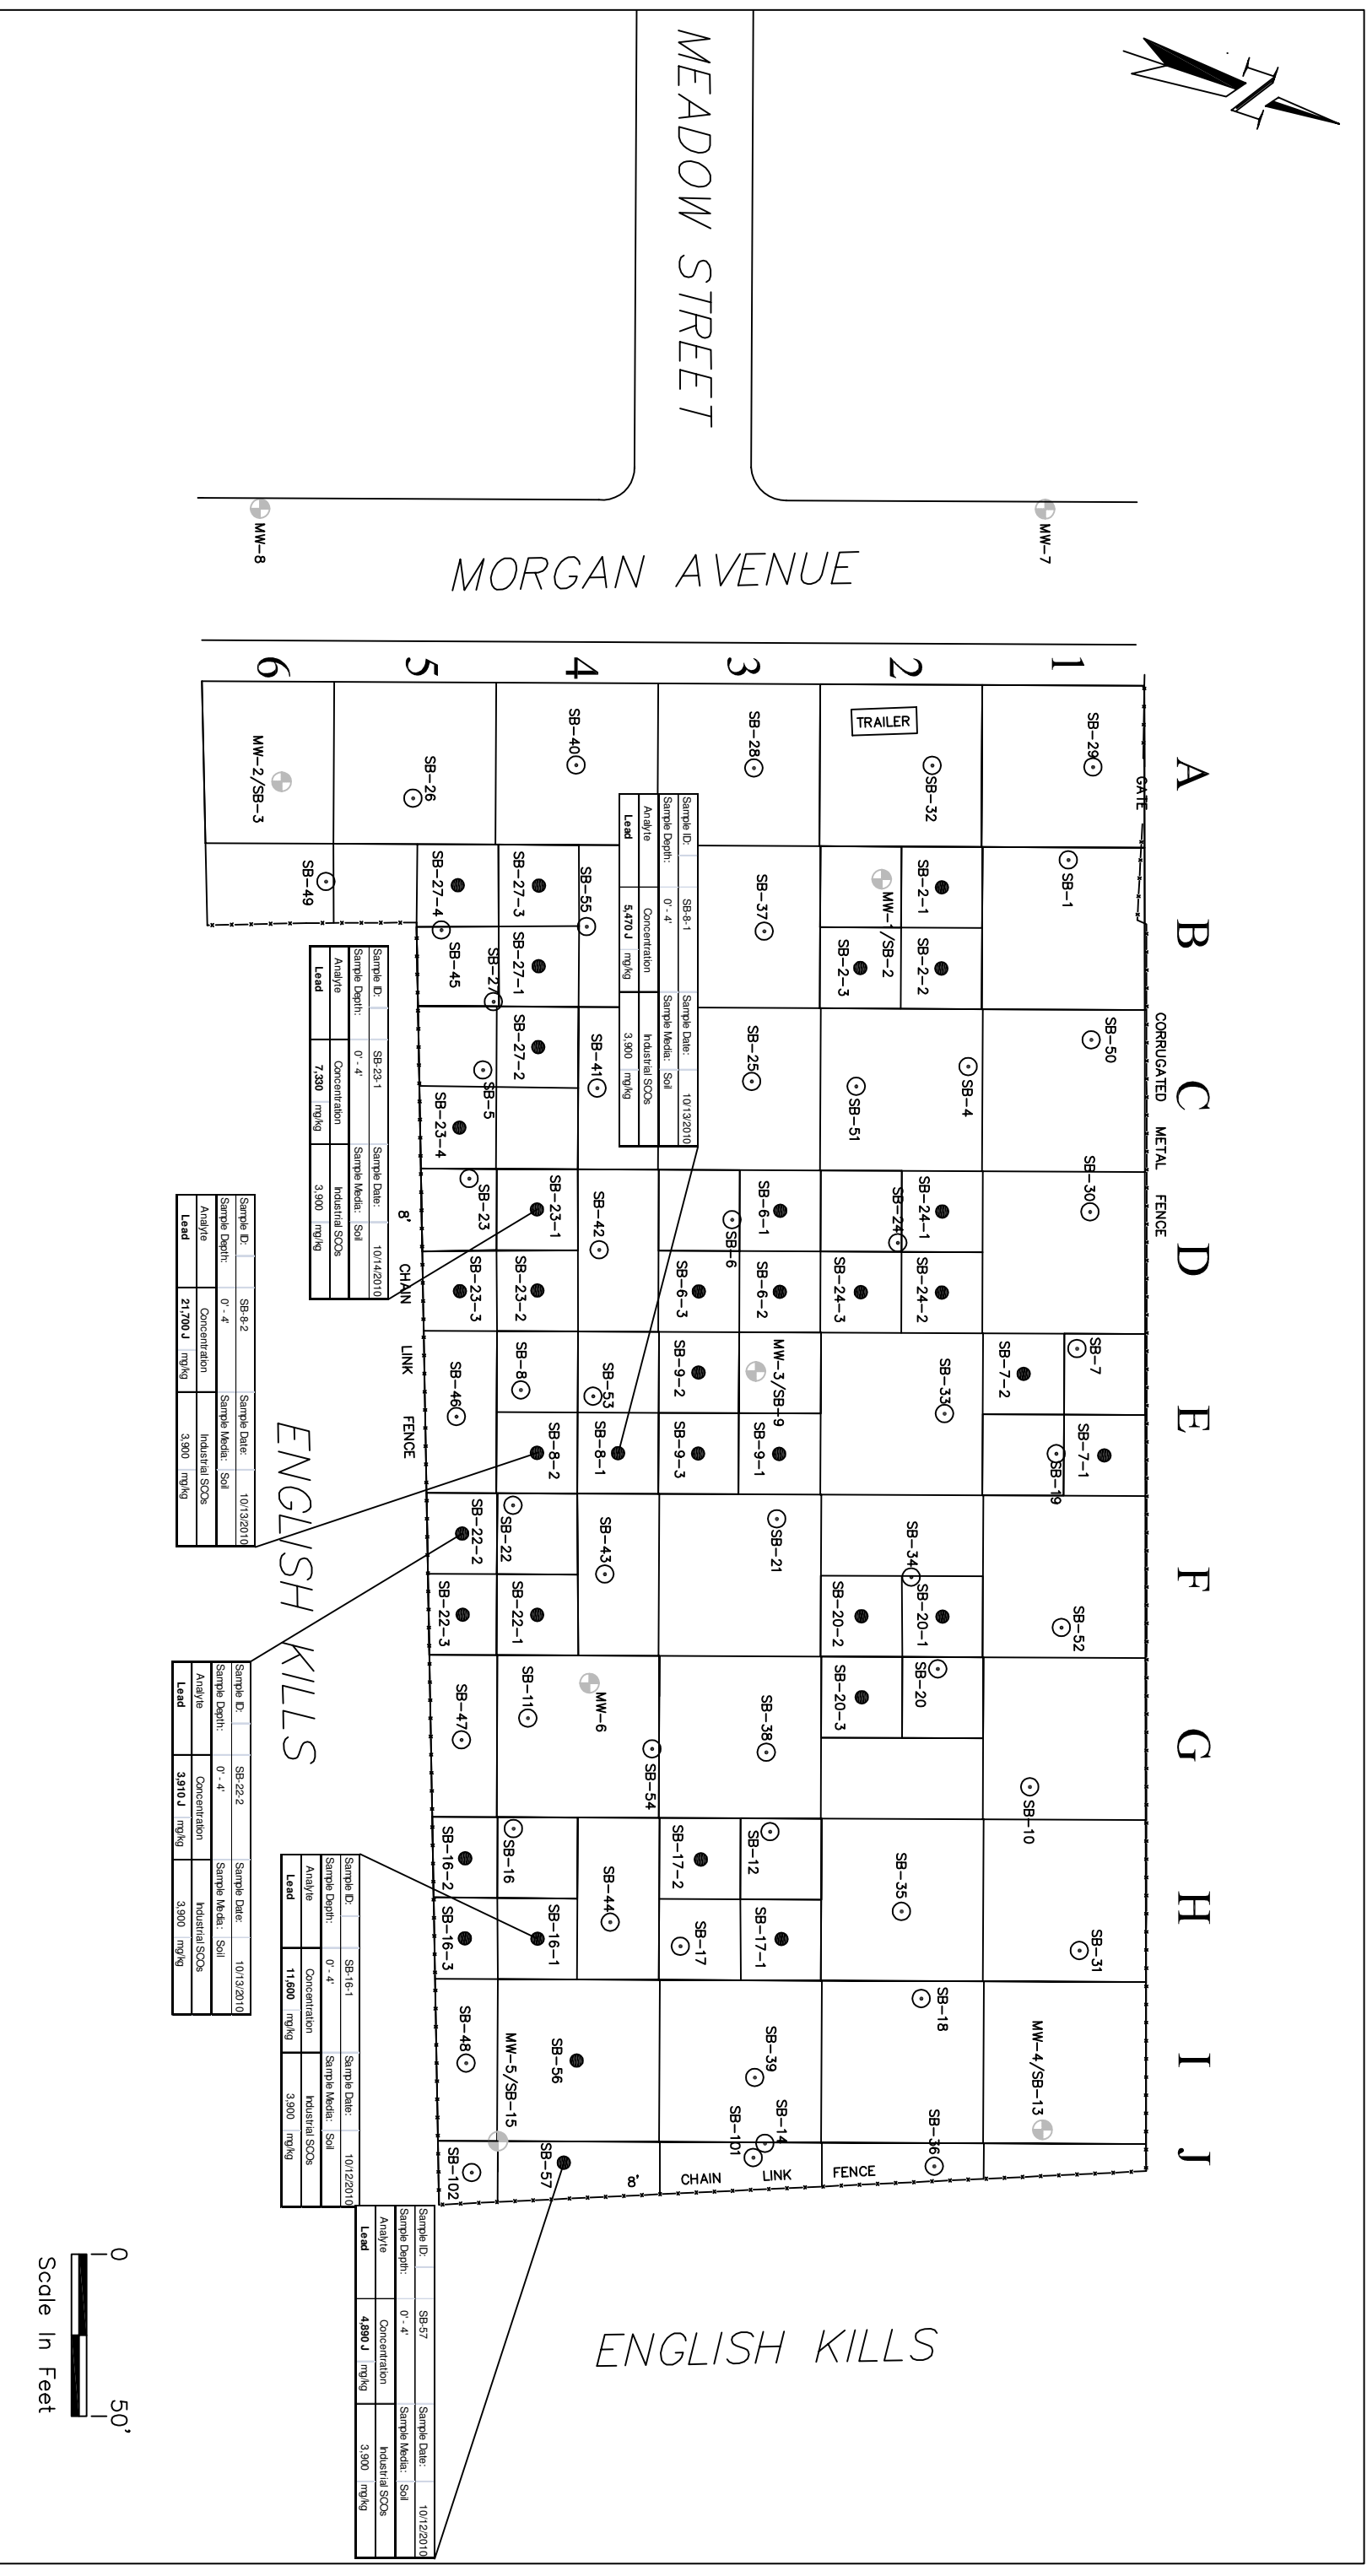 MEADOW STREET
MORGAN AVENUE
MW-8
MW-7
N
A
B
C
D
E
F
G
H
I
J
1
2
3
4
5
6
GATE
CORRUGATED METAL FENCE
TRAILER
SB-29
SB-32
SB-28
SB-40
SB-26
MW-2/SB-3
SB-1
SB-2-1
SB-2-2
MW-1/SB-2
SB-2-3
SB-37
SB-55
SB-27-3
SB-27-1
SB-27-4
SB-45
SB-27
SB-49
SB-50
SB-4
SB-51
SB-25
SB-41
SB-27-2
SB-5
SB-23-4
SB-30
SB-24-1
SB-24
SB-24-2
SB-24-3
SB-6-1
SB-6
SB-6-2
SB-6-3
SB-42
SB-23-1
SB-23-2
SB-23
SB-23-3
SB-7
SB-7-2
SB-7-1
SB-19
SB-33
MW-3/SB-9
SB-9-2
SB-9-1
SB-9-3
SB-53
SB-8-1
SB-8
SB-8-2
SB-46
SB-52
SB-34
SB-20-1
SB-20-2
SB-21
SB-43
SB-22
SB-22-1
SB-22-2
SB-22-3
SB-10
SB-20
SB-20-3
SB-38
SB-54
MW-6
SB-11
SB-47
SB-31
SB-35
SB-12
SB-17-2
SB-17-1
SB-17
SB-44
SB-16
SB-16-1
SB-16-2
SB-16-3
MW-4/SB-13
SB-18
SB-36
SB-39
SB-14
SB-101
SB-56
MW-5/SB-15
SB-48
SB-57
SB-102
8' CHAIN LINK FENCE
8' CHAIN LINK FENCE
ENGLISH KILLS
ENGLISH KILLS
Sample ID: SB-8-1 Sample Date: 10/13/2010
Sample Depth: 0' - 4' Sample Media: Soil
Analyte Concentration Industrial SCOs
Lead 5,470 J mg/kg 3,900 mg/kg
Sample ID: SB-23-1 Sample Date: 10/14/2010
Sample Depth: 0' - 4' Sample Media: Soil
Analyte Concentration Industrial SCOs
Lead 7,330 mg/kg 3,900 mg/kg
Sample ID: SB-8-2 Sample Date: 10/13/2010
Sample Depth: 0' - 4' Sample Media: Soil
Analyte Concentration Industrial SCOs
Lead 21,700 J mg/kg 3,900 mg/kg
Sample ID: SB-22-2 Sample Date: 10/13/2010
Sample Depth: 0' - 4' Sample Media: Soil
Analyte Concentration Industrial SCOs
Lead 3,910 J mg/kg 3,900 mg/kg
Sample ID: SB-16-1 Sample Date: 10/12/2010
Sample Depth: 0' - 4' Sample Media: Soil
Analyte Concentration Industrial SCOs
Lead 11,600 mg/kg 3,900 mg/kg
Sample ID: SB-57 Sample Date: 10/12/2010
Sample Depth: 0' - 4' Sample Media: Soil
Analyte Concentration Industrial SCOs
Lead 4,890 J mg/kg 3,900 mg/kg
0 50'
Scale In Feet